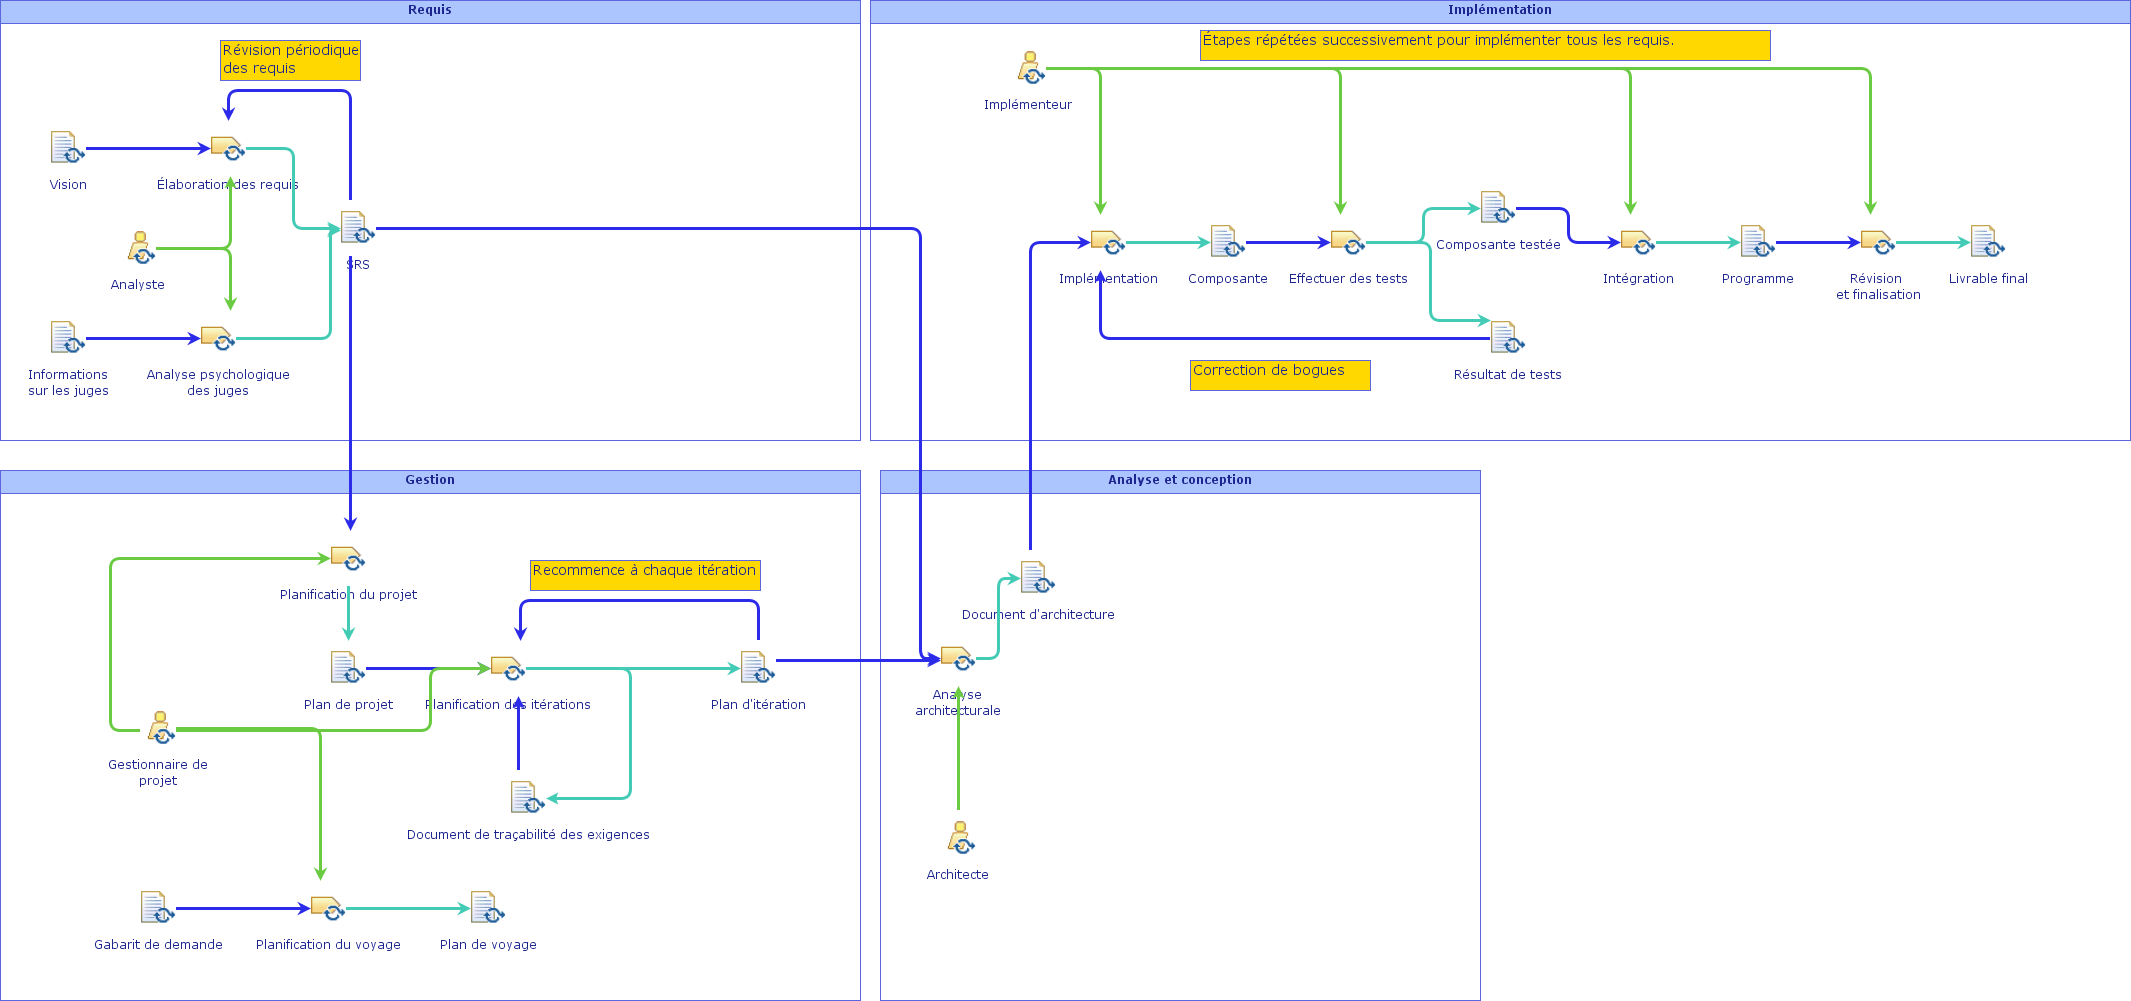 Requis
Révision périodique
des requis
Vision
Élaboration des requis
Analyste
SRS
Informations
sur les juges
Analyse psychologique
des juges
Implémentation
Étapes répétées successivement pour implémenter tous les requis.
Implémenteur
Composante testée
Implémentation
Composante
Effectuer des tests
Intégration
Programme
Révision
et finalisation
Livrable final
Correction de bogues
Résultat de tests
Gestion
Planification du projet
Recommence à chaque itération
Plan de projet
Planification des itérations
Plan d'itération
Gestionnaire de
projet
Document de traçabilité des exigences
Gabarit de demande
Planification du voyage
Plan de voyage
Analyse et conception
Document d'architecture
Analyse
architecturale
Architecte